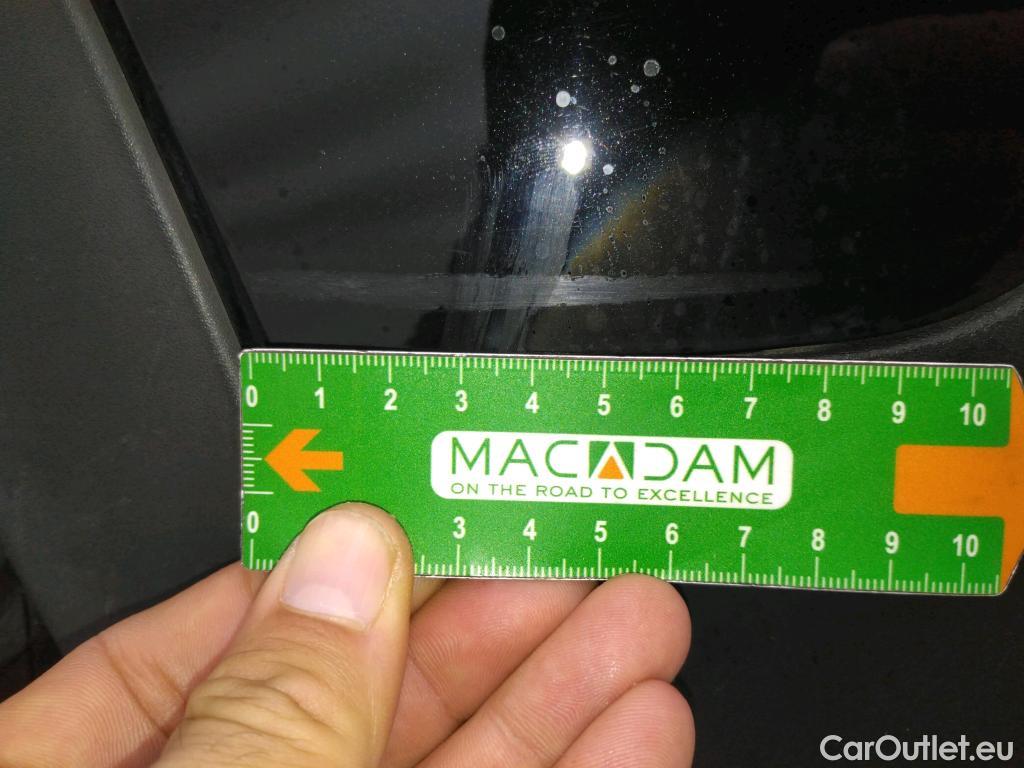 0 1 2 3 4 5 6 7 8 9 10
MACADAM
ON THE ROAD TO EXCELLENCE
0 3 4 5 6 7 8 9 10
CarOutlet.eu